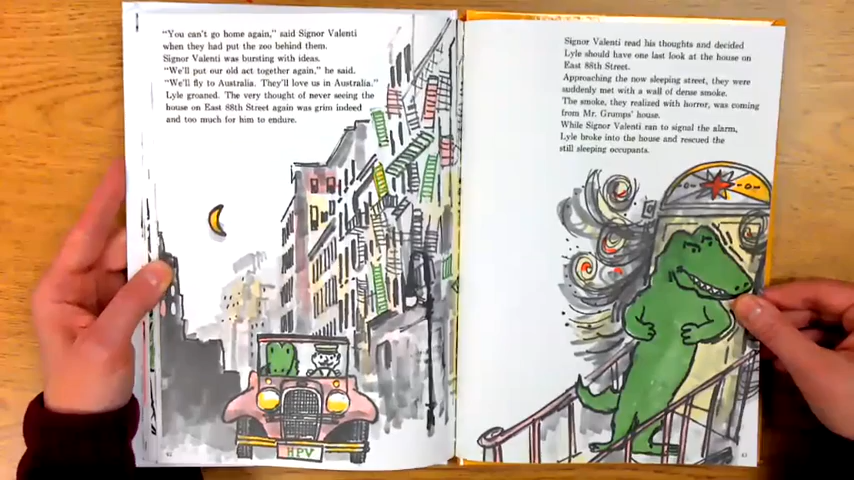 "You can't go home again," said Signor Valenti
when they had put the zoo behind them.
Signor Valenti was bursting with ideas.
"We'll put our old act together again," he said.
"We'll fly to Australia. They'll love us in Australia."
Lyle groaned. The very thought of never seeing the
house on East 88th Street again was grim indeed
and too much for him to endure.
HPV
Signor Valenti read his thoughts and decided
Lyle should have one last look at the house on
East 88th Street.
Approaching the now sleeping street, they were
suddenly met with a wall of dense smoke.
The smoke, they realized with horror, was coming
from Mr. Grumps' house.
While Signor Valenti ran to signal the alarm,
Lyle broke into the house and rescued the
still sleeping occupants.